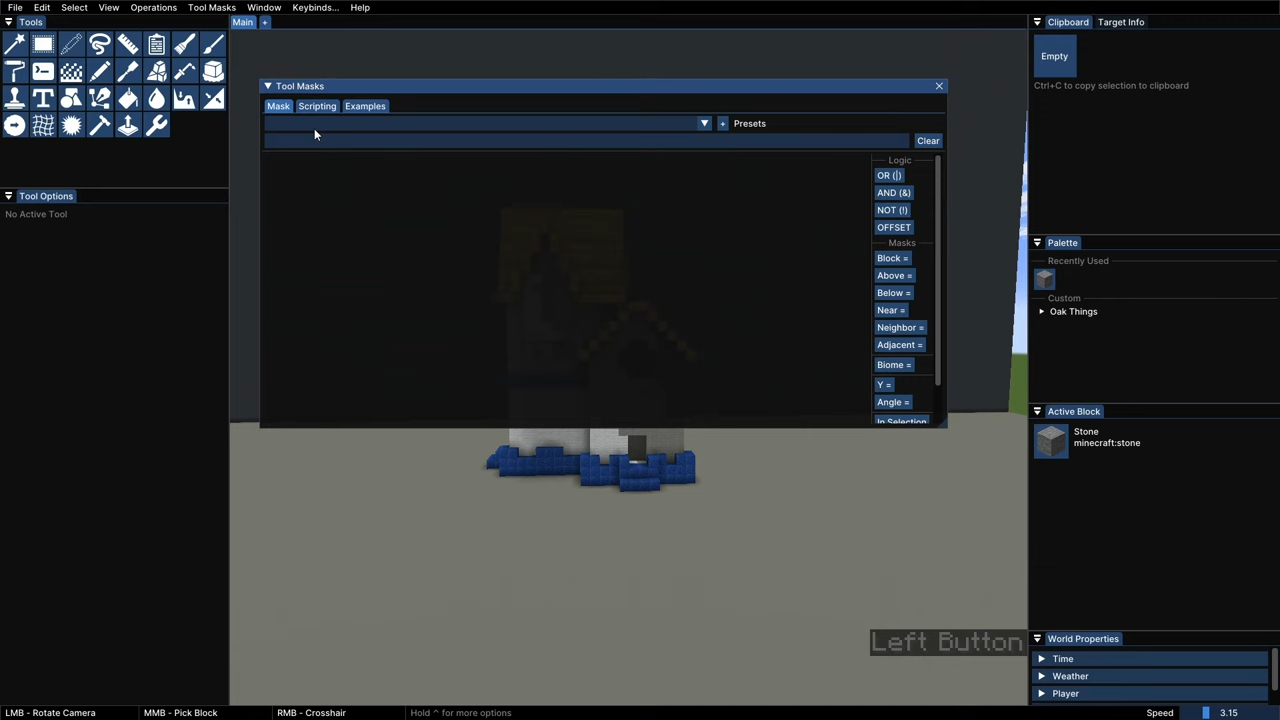 File Edit Select View Operations Tool Masks Window Keybinds... Help
Tools
Main +
Clipboard Target Info
Empty
Ctrl+C to copy selection to clipboard
Tool Masks
Mask Scripting Examples
+ Presets
Clear
Logic
OR (|)
AND (&)
NOT (!)
OFFSET
Masks
Block =
Above =
Below =
Near =
Neighbor =
Adjacent =
Biome =
Y =
Angle =
In Selection
Tool Options
No Active Tool
Palette
Recently Used
Custom
Oak Things
Active Block
Stone
minecraft:stone
Left Button
World Properties
Time
Weather
Player
LMB - Rotate Camera MMB - Pick Block RMB - Crosshair Hold ^ for more options Speed 3.15